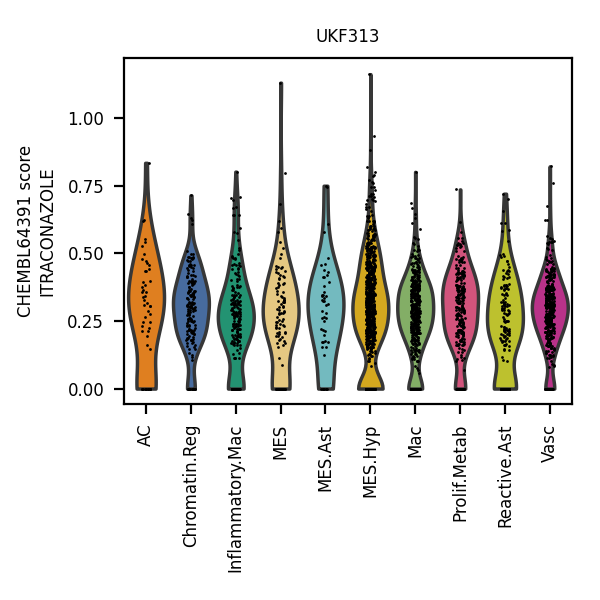 UKF313
CHEMBL64391 score
ITRACONAZOLE
1.00
0.75
0.50
0.25
0.00
AC
Chromatin.Reg
Inflammatory.Mac
MES
MES.Ast
MES.Hyp
Mac
Prolif.Metab
Reactive.Ast
Vasc